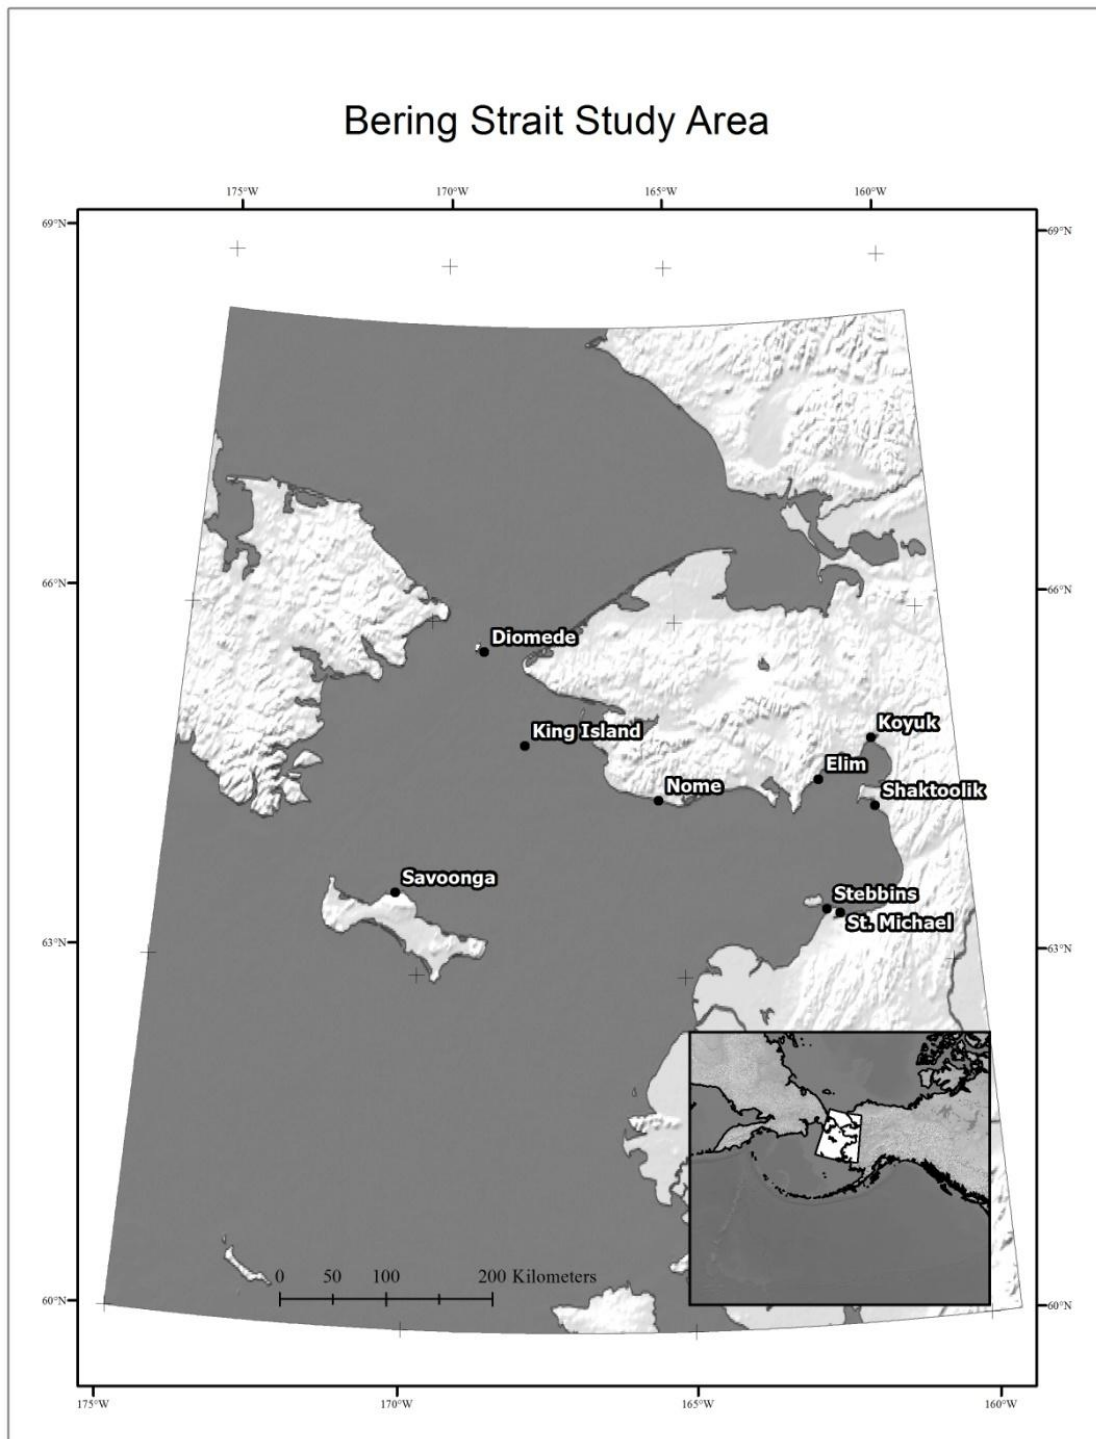 Bering Strait Study Area
175°W 170°W 165°W 160°W
69°N 69°N
66°N 66°N
Diomede
King Island
Koyuk
Elim
Nome
Shaktoolik
Savoonga
Stebbins
St. Michael
63°N 63°N
0 50 100 200 Kilometers
60°N 60°N
175°W 170°W 165°W 160°W